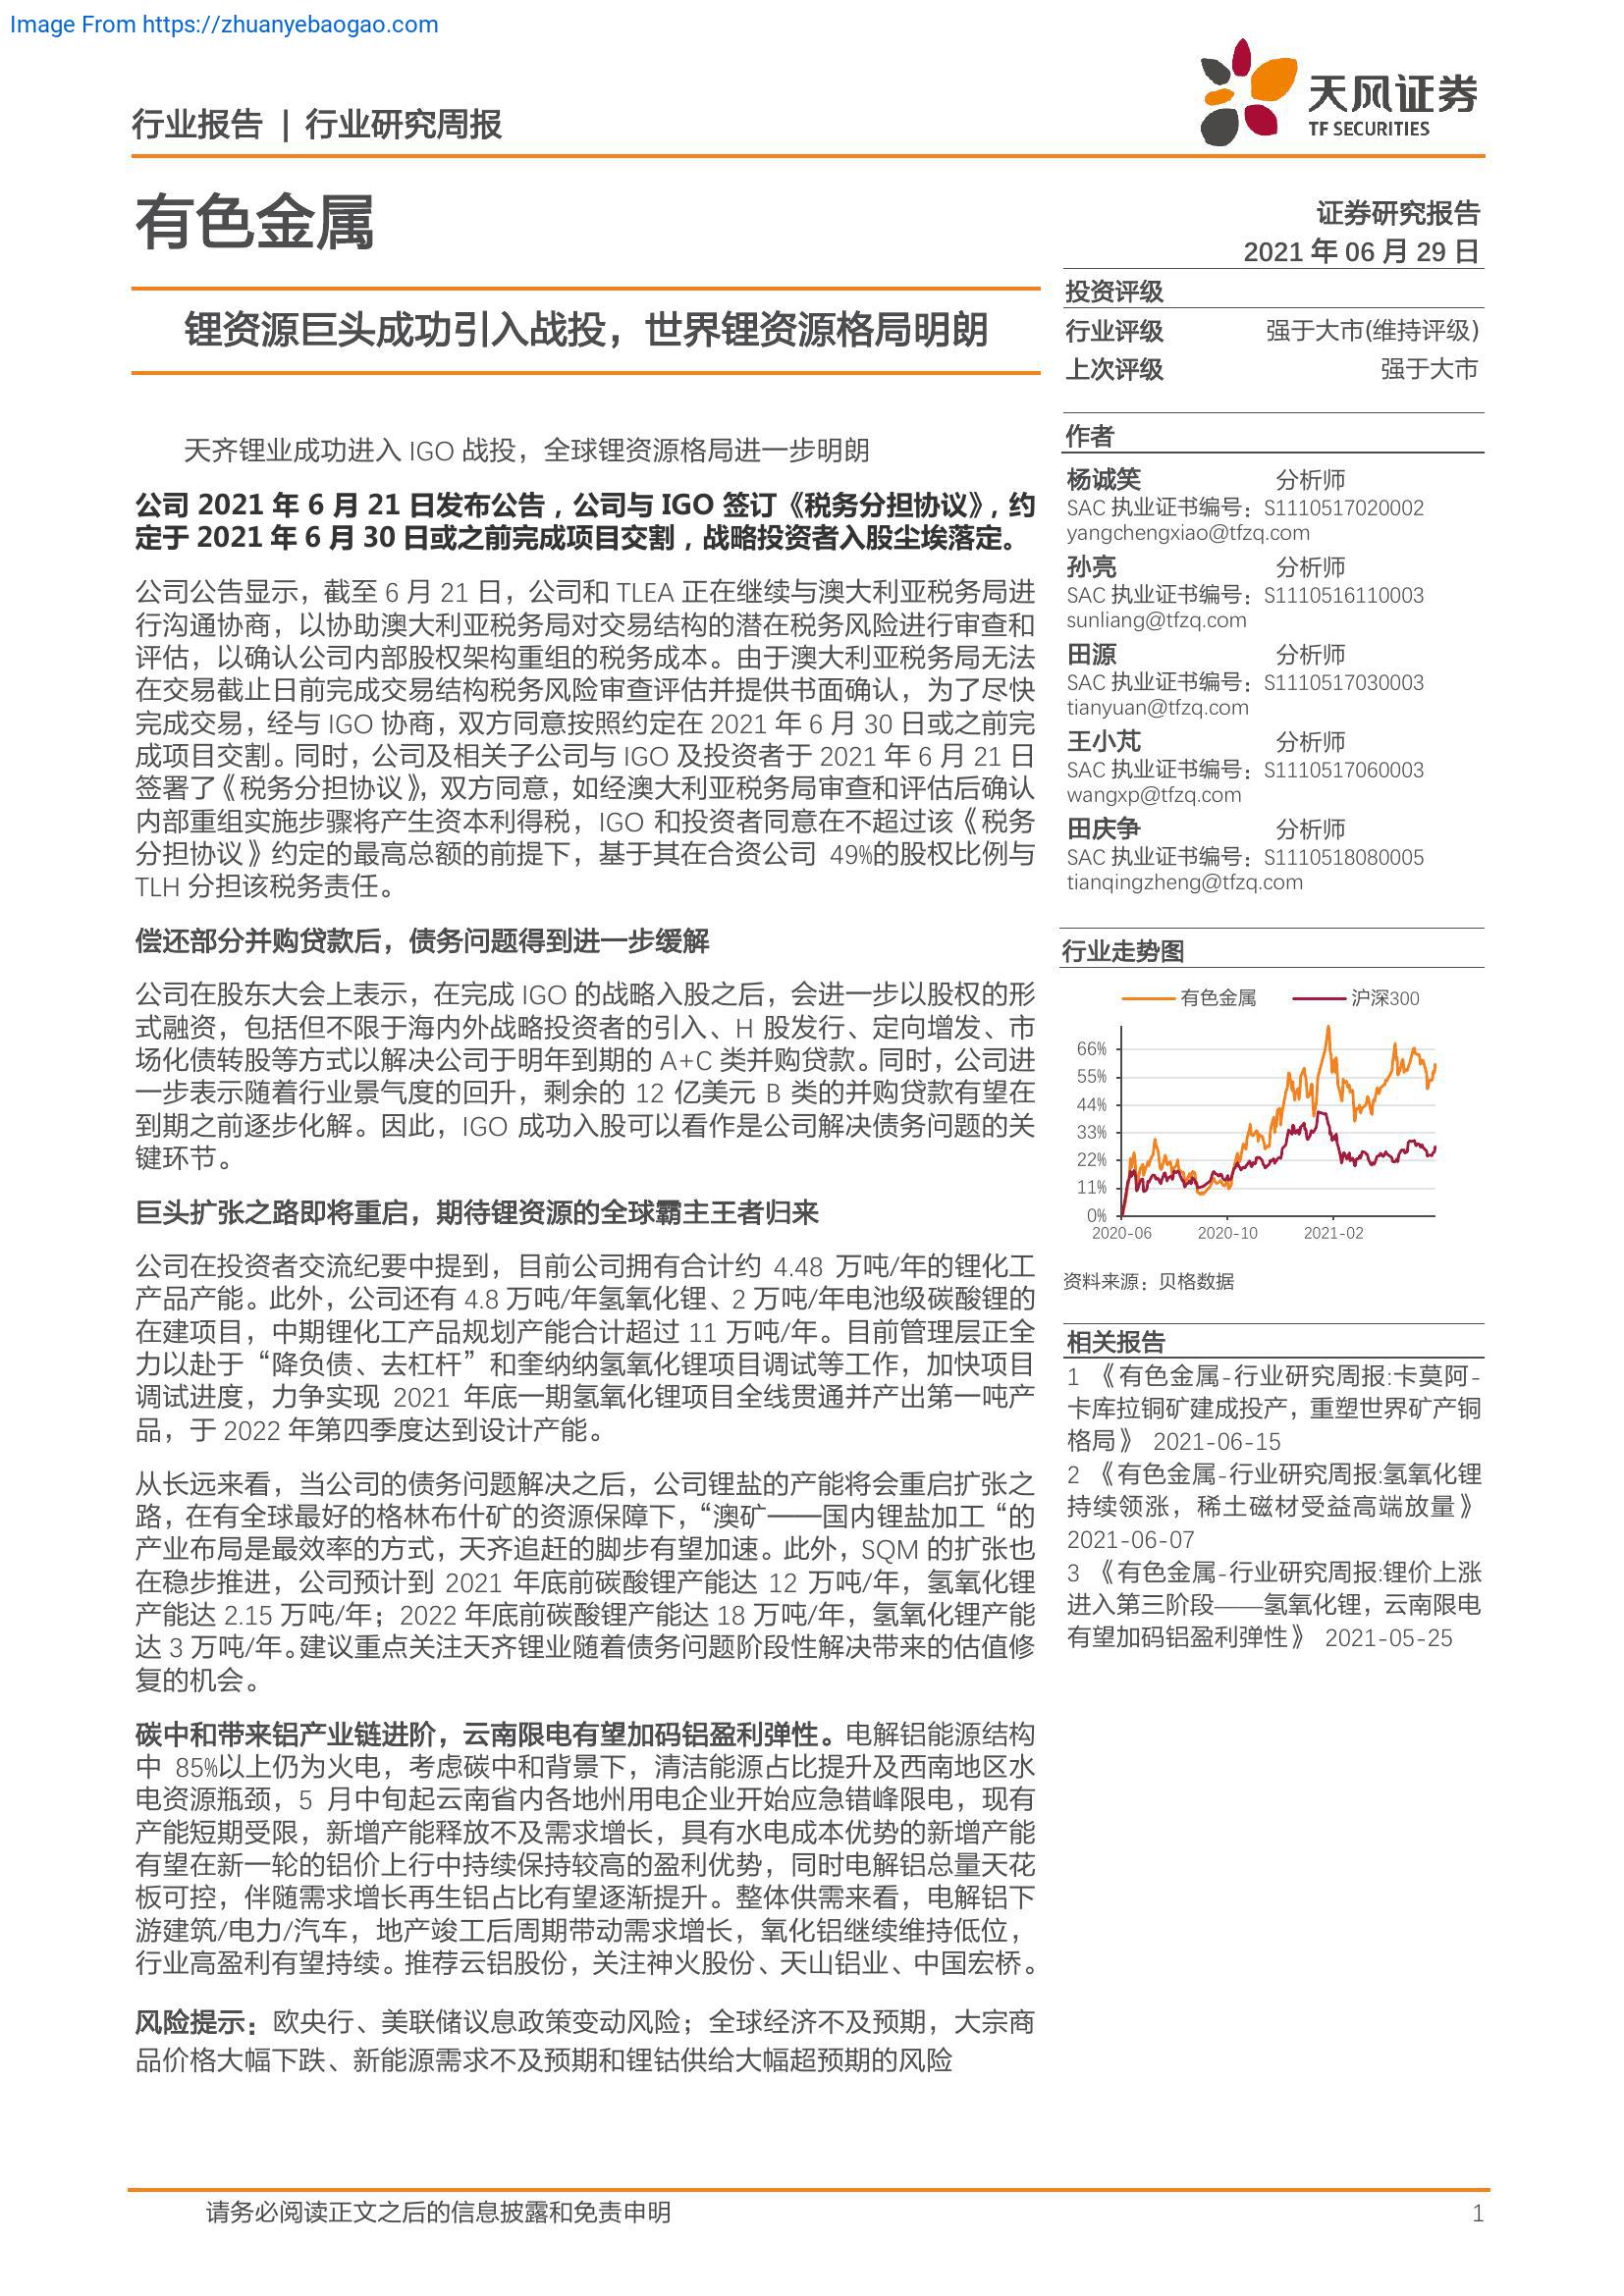 Image From https://zhuanyebaogao.com
行业报告 | 行业研究周报
天风证券
TF SECURITIES
有色金属
证券研究报告
2021 年 06 月 29 日
锂资源巨头成功引入战投，世界锂资源格局明朗
投资评级
行业评级 强于大市(维持评级)
上次评级 强于大市
天齐锂业成功进入 IGO 战投，全球锂资源格局进一步明朗
公司 2021 年 6 月 21 日发布公告，公司与 IGO 签订《税务分担协议》，约
定于 2021 年 6 月 30 日或之前完成项目交割，战略投资者入股尘埃落定。
公司公告显示，截至 6 月 21 日，公司和 TLEA 正在继续与澳大利亚税务局进
行沟通协商，以协助澳大利亚税务局对交易结构的潜在税务风险进行审查和
评估，以确认公司内部股权架构重组的税务成本。由于澳大利亚税务局无法
在交易截止日前完成交易结构税务风险审查评估并提供书面确认，为了尽快
完成交易，经与 IGO 协商，双方同意按照约定在 2021 年 6 月 30 日或之前完
成项目交割。同时，公司及相关子公司与 IGO 及投资者于 2021 年 6 月 21 日
签署了《税务分担协议》，双方同意，如经澳大利亚税务局审查和评估后确认
内部重组实施步骤将产生资本利得税，IGO 和投资者同意在不超过该《税务
分担协议》约定的最高总额的前提下，基于其在合资公司 49%的股权比例与
TLH 分担该税务责任。
偿还部分并购贷款后，债务问题得到进一步缓解
公司在股东大会上表示，在完成 IGO 的战略入股之后，会进一步以股权的形
式融资，包括但不限于海内外战略投资者的引入、H 股发行、定向增发、市
场化债转股等方式以解决公司于明年到期的 A+C 类并购贷款。同时，公司进
一步表示随着行业景气度的回升，剩余的 12 亿美元 B 类的并购贷款有望在
到期之前逐步化解。因此，IGO 成功入股可以看作是公司解决债务问题的关
键环节。
巨头扩张之路即将重启，期待锂资源的全球霸主王者归来
公司在投资者交流纪要中提到，目前公司拥有合计约 4.48 万吨/年的锂化工
产品产能。此外，公司还有 4.8 万吨/年氢氧化锂、2 万吨/年电池级碳酸锂的
在建项目，中期锂化工产品规划产能合计超过 11 万吨/年。目前管理层正全
力以赴于“降负债、去杠杆”和奎纳纳氢氧化锂项目调试等工作，加快项目
调试进度，力争实现 2021 年底一期氢氧化锂项目全线贯通并产出第一吨产
品，于 2022 年第四季度达到设计产能。
从长远来看，当公司的债务问题解决之后，公司锂盐的产能将会重启扩张之
路，在有全球最好的格林布什矿的资源保障下，“澳矿——国内锂盐加工“的
产业布局是最效率的方式，天齐追赶的脚步有望加速。此外，SQM 的扩张也
在稳步推进，公司预计到 2021 年底前碳酸锂产能达 12 万吨/年，氢氧化锂
产能达 2.15 万吨/年；2022 年底前碳酸锂产能达 18 万吨/年，氢氧化锂产能
达 3 万吨/年。建议重点关注天齐锂业随着债务问题阶段性解决带来的估值修
复的机会。
碳中和带来铝产业链进阶，云南限电有望加码铝盈利弹性。电解铝能源结构
中 85%以上仍为火电，考虑碳中和背景下，清洁能源占比提升及西南地区水
电资源瓶颈，5 月中旬起云南省内各地州用电企业开始应急错峰限电，现有
产能短期受限，新增产能释放不及需求增长，具有水电成本优势的新增产能
有望在新一轮的铝价上行中持续保持较高的盈利优势，同时电解铝总量天花
板可控，伴随需求增长再生铝占比有望逐渐提升。整体供需来看，电解铝下
游建筑/电力/汽车，地产竣工后周期带动需求增长，氧化铝继续维持低位，
行业高盈利有望持续。推荐云铝股份，关注神火股份、天山铝业、中国宏桥。
风险提示：欧央行、美联储议息政策变动风险；全球经济不及预期，大宗商
品价格大幅下跌、新能源需求不及预期和锂钴供给大幅超预期的风险
作者
杨诚笑 分析师
SAC 执业证书编号：S1110517020002
yangchengxiao@tfzq.com
孙亮 分析师
SAC 执业证书编号：S1110516110003
sunliang@tfzq.com
田源 分析师
SAC 执业证书编号：S1110517030003
tianyuan@tfzq.com
王小芃 分析师
SAC 执业证书编号：S1110517060003
wangxp@tfzq.com
田庆争 分析师
SAC 执业证书编号：S1110518080005
tianqingzheng@tfzq.com
行业走势图
有色金属 沪深300
66%
55%
44%
33%
22%
11%
0%
2020-06 2020-10 2021-02
资料来源：贝格数据
相关报告
1 《有色金属-行业研究周报:卡莫阿-
卡库拉铜矿建成投产，重塑世界矿产铜
格局》 2021-06-15
2 《有色金属-行业研究周报:氢氧化锂
持续领涨，稀土磁材受益高端放量》
2021-06-07
3 《有色金属-行业研究周报:锂价上涨
进入第三阶段——氢氧化锂，云南限电
有望加码铝盈利弹性》 2021-05-25
请务必阅读正文之后的信息披露和免责申明 1